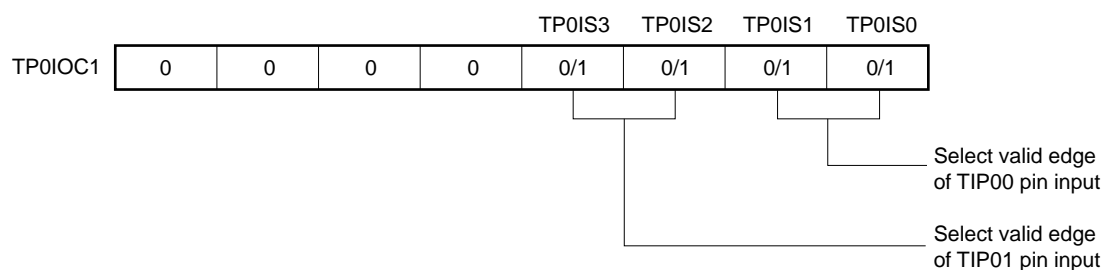 TP0IS3 TP0IS2 TP0IS1 TP0IS0
TP0IOC1 0 0 0 0 0/1 0/1 0/1 0/1
Select valid edge
of TIP00 pin input
Select valid edge
of TIP01 pin input